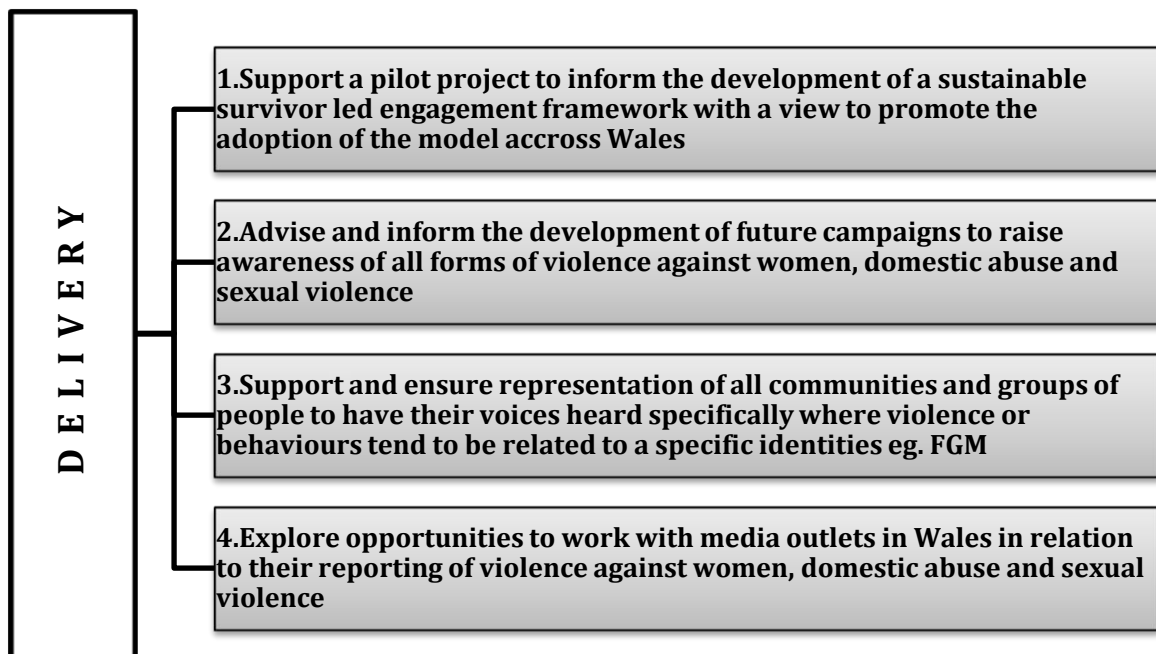 D E L I V E R Y
1.Support a pilot project to inform the development of a sustainable
survivor led engagement framework with a view to promote the
adoption of the model accross Wales
2.Advise and inform the development of future campaigns to raise
awareness of all forms of violence against women, domestic abuse and
sexual violence
3.Support and ensure representation of all communities and groups of
people to have their voices heard specifically where violence or
behaviours tend to be related to a specific identities eg. FGM
4.Explore opportunities to work with media outlets in Wales in relation
to their reporting of violence against women, domestic abuse and sexual
violence